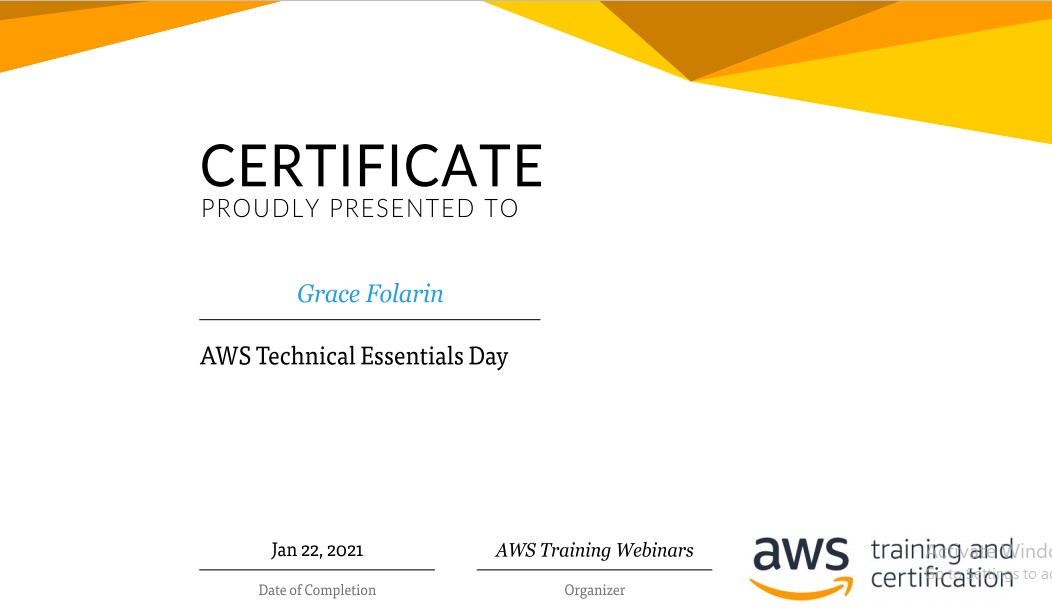 CERTIFICATE
PROUDLY PRESENTED TO
Grace Folarin
AWS Technical Essentials Day
Jan 22, 2021
AWS Training Webinars
Date of Completion
Organizer
aws
training and
certification
Activate Windo
Go to Settings to ac